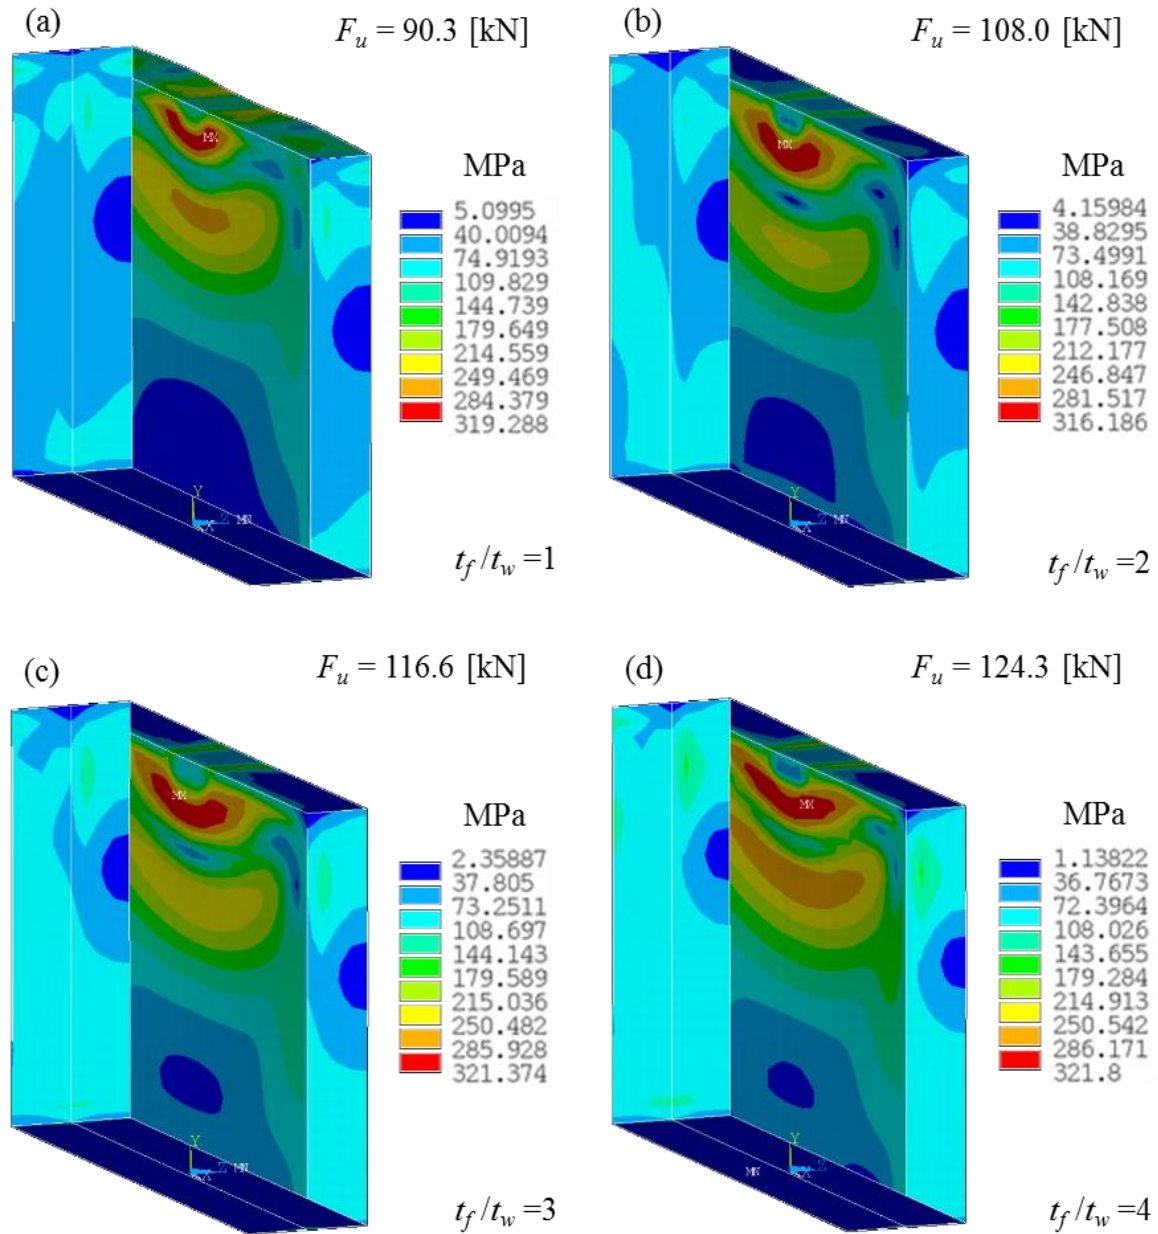 (a) F_u = 90.3 [kN]
MX
MPa
5.0995
40.0094
74.9193
109.829
144.739
179.649
214.559
249.469
284.379
319.288
Y
Z MN
X
t_f/t_w =1
(b) F_u = 108.0 [kN]
MX
MPa
4.15984
38.8295
73.4991
108.169
142.838
177.508
212.177
246.847
281.517
316.186
Y
Z MN
X
t_f/t_w =2
(c) F_u = 116.6 [kN]
MX
MPa
2.35887
37.805
73.2511
108.697
144.143
179.589
215.036
250.482
285.928
321.374
Y
Z MN
X
t_f/t_w =3
(d) F_u = 124.3 [kN]
MX
MPa
1.13822
36.7673
72.3964
108.026
143.655
179.284
214.913
250.542
286.171
321.8
Y
MN X Z
t_f/t_w =4